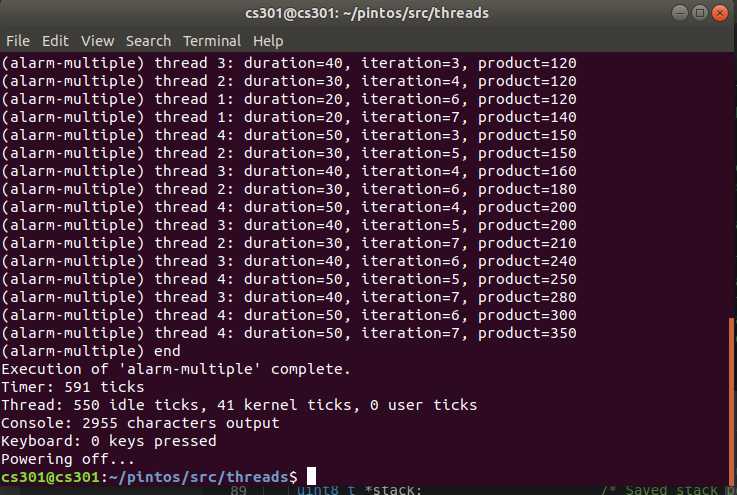 cs301@cs301: ~/pintos/src/threads
File Edit View Search Terminal Help
(alarm-multiple) thread 3: duration=40, iteration=3, product=120
(alarm-multiple) thread 2: duration=30, iteration=4, product=120
(alarm-multiple) thread 1: duration=20, iteration=6, product=120
(alarm-multiple) thread 1: duration=20, iteration=7, product=140
(alarm-multiple) thread 4: duration=50, iteration=3, product=150
(alarm-multiple) thread 2: duration=30, iteration=5, product=150
(alarm-multiple) thread 3: duration=40, iteration=4, product=160
(alarm-multiple) thread 2: duration=30, iteration=6, product=180
(alarm-multiple) thread 4: duration=50, iteration=4, product=200
(alarm-multiple) thread 3: duration=40, iteration=5, product=200
(alarm-multiple) thread 2: duration=30, iteration=7, product=210
(alarm-multiple) thread 3: duration=40, iteration=6, product=240
(alarm-multiple) thread 4: duration=50, iteration=5, product=250
(alarm-multiple) thread 3: duration=40, iteration=7, product=280
(alarm-multiple) thread 4: duration=50, iteration=6, product=300
(alarm-multiple) thread 4: duration=50, iteration=7, product=350
(alarm-multiple) end
Execution of 'alarm-multiple' complete.
Timer: 591 ticks
Thread: 550 idle ticks, 41 kernel ticks, 0 user ticks
Console: 2955 characters output
Keyboard: 0 keys pressed
Powering off...
cs301@cs301:~/pintos/src/threads$
89 uint8_t *stack; /* Saved stack